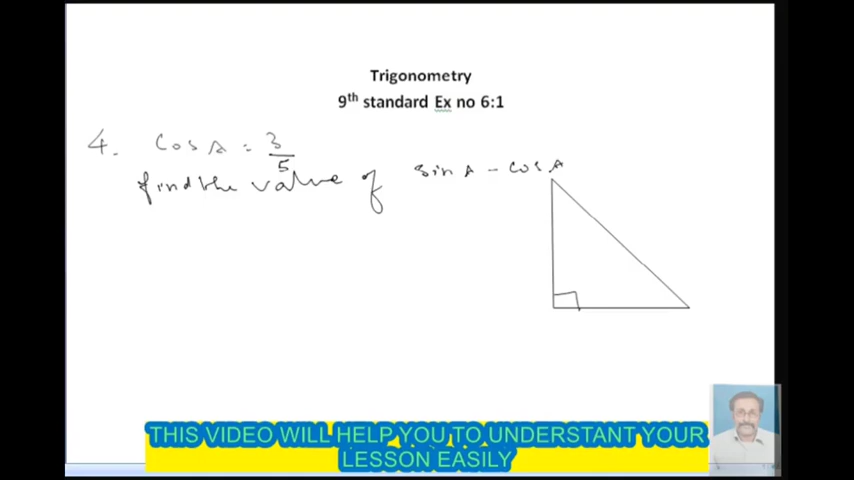 Trigonometry
9th standard Ex no 6:1
4. Cos A = 3/5
find the value of sin A - cos A
THIS VIDEO WILL HELP YOU TO UNDERSTANT YOUR
LESSON EASILY